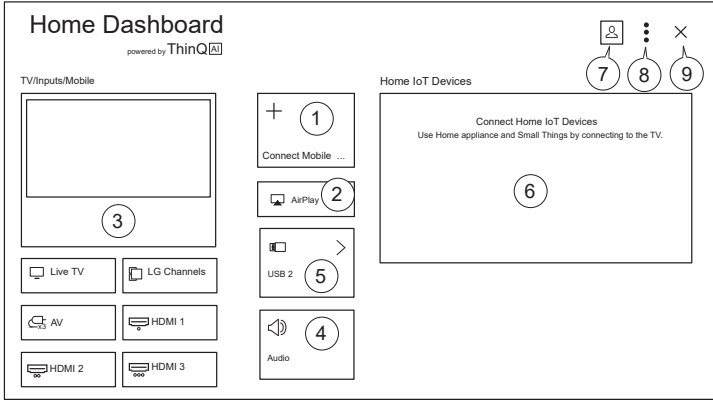 Home Dashboard
powered by ThinQ AI
7 8 9
TV/Inputs/Mobile
Home IoT Devices
1
Connect Mobile ...
Connect Home IoT Devices
Use Home appliance and Small Things by connecting to the TV.
AirPlay 2
3
6
USB 2 5
Live TV
LG Channels
x3 AV
HDMI 1
4
Audio
HDMI 2
HDMI 3